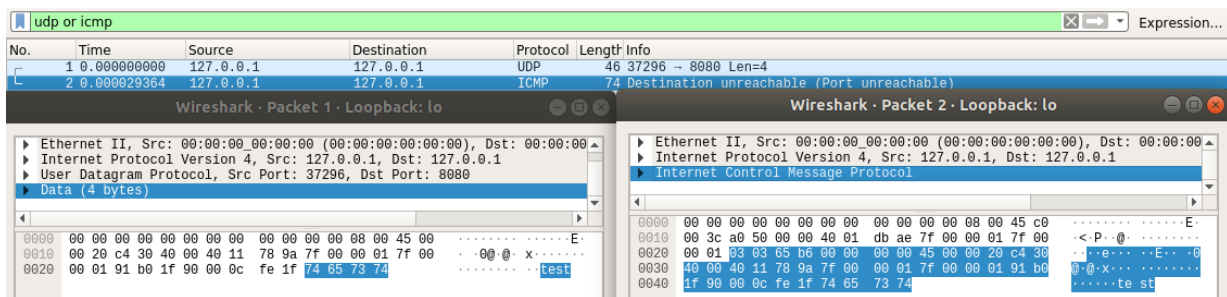 udp or icmp Expression...
No. Time Source Destination Protocol Length Info
1 0.000000000 127.0.0.1 127.0.0.1 UDP 46 37296 → 8080 Len=4
2 0.000029364 127.0.0.1 127.0.0.1 ICMP 74 Destination unreachable (Port unreachable)
Wireshark · Packet 1 · Loopback: lo
Ethernet II, Src: 00:00:00_00:00:00 (00:00:00:00:00:00), Dst: 00:00:00
Internet Protocol Version 4, Src: 127.0.0.1, Dst: 127.0.0.1
User Datagram Protocol, Src Port: 37296, Dst Port: 8080
Data (4 bytes)
0000 00 00 00 00 00 00 00 00 00 00 00 00 08 00 45 00 ········ ······E·
0010 00 20 c4 30 40 00 40 11 78 9a 7f 00 00 01 7f 00 · ·0@·@· x·······
0020 00 01 91 b0 1f 90 00 0c fe 1f 74 65 73 74 ········ ··test
Wireshark · Packet 2 · Loopback: lo
Ethernet II, Src: 00:00:00_00:00:00 (00:00:00:00:00:00), Dst: 00:00:00
Internet Protocol Version 4, Src: 127.0.0.1, Dst: 127.0.0.1
Internet Control Message Protocol
0000 00 00 00 00 00 00 00 00 00 00 00 00 08 00 45 c0 ········ ······E·
0010 00 3c a0 50 00 00 40 01 db ae 7f 00 00 01 7f 00 ·<·P··@· ········
0020 00 01 03 03 65 b6 00 00 00 00 45 00 00 20 c4 30 ····e··· ··E·· ·0
0030 40 00 40 11 78 9a 7f 00 00 01 7f 00 00 01 91 b0 @·@·x··· ········
0040 1f 90 00 0c fe 1f 74 65 73 74 ······te st